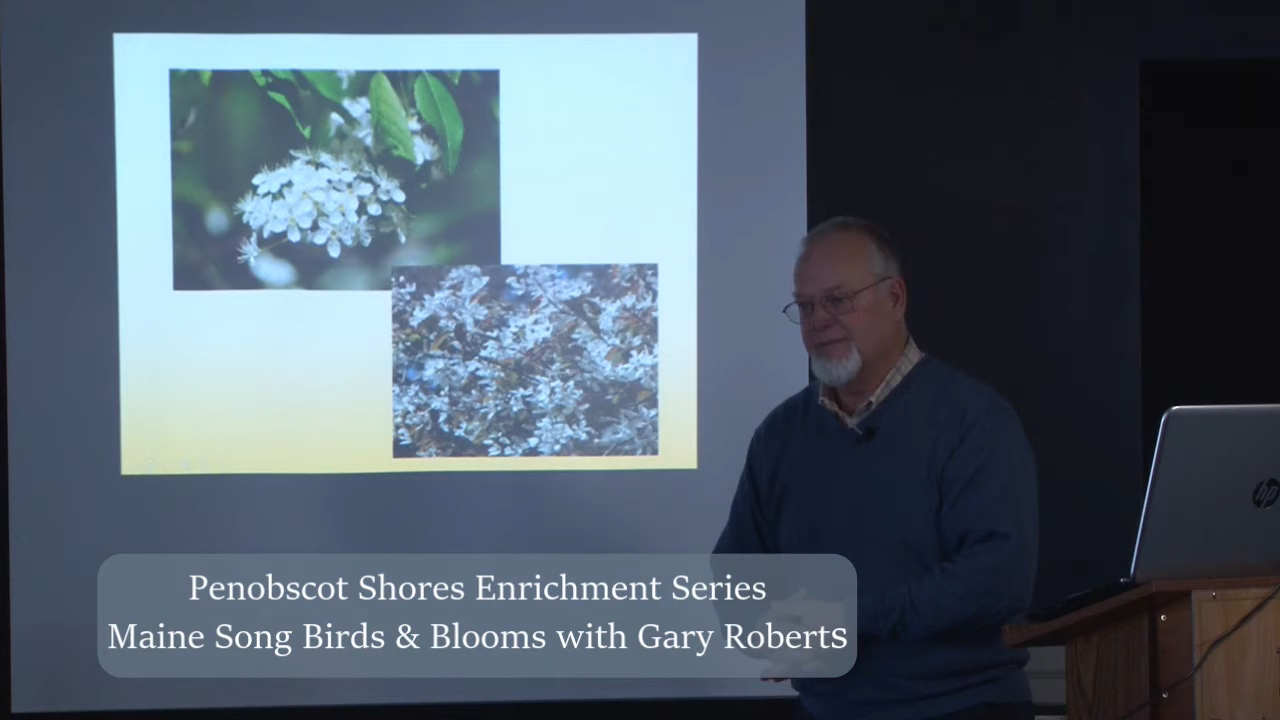 Penobscot Shores Enrichment Series
Maine Song Birds & Blooms with Gary Roberts
hp